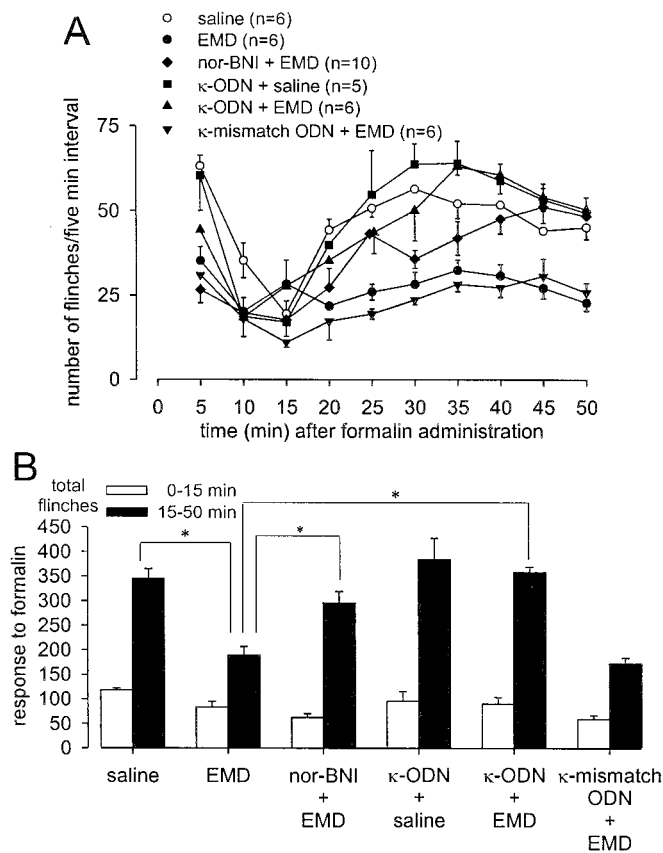 A
saline (n=6)
EMD (n=6)
nor-BNI + EMD (n=10)
κ-ODN + saline (n=5)
κ-ODN + EMD (n=6)
κ-mismatch ODN + EMD (n=6)
number of flinches/five min interval
75
50
25
0
0 5 10 15 20 25 30 35 40 45 50
time (min) after formalin administration
B
total
flinches
0-15 min
15-50 min
* * *
response to formalin
450
400
350
300
250
200
150
100
50
0
saline
EMD
nor-BNI
+
EMD
κ-ODN
+
saline
κ-ODN
+
EMD
κ-mismatch
ODN
+
EMD